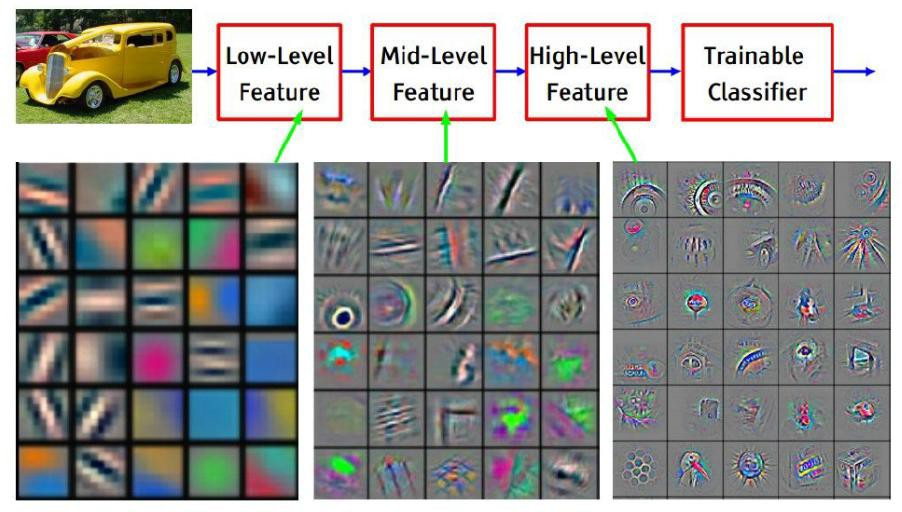 Low-Level
Feature
Mid-Level
Feature
High-Level
Feature
Trainable
Classifier